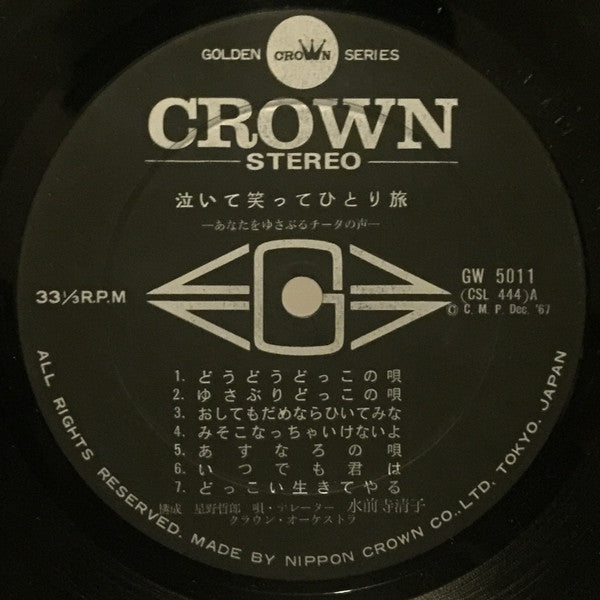 GOLDEN CROWN SERIES
CROWN
STEREO
泣いて笑ってひとり旅
—あなたをゆさぶるチータの声—
G
33⅓R.P.M
GW 5011
(CSL 444)A
Ⓒ C. M. P. Dec. '67
1. どうどうどっこの唄
2. ゆさぶりどっこの唄
3. おしてもだめならひいてみな
4. みそこなっちゃいけないよ
5. あすなろの唄
6. いつでも君は
7. どっこい生きてやる
構成 星野哲郎 唄・ナレーター 水前寺清子
クラウン・オーケストラ
ALL RIGHTS RESERVED. MADE BY NIPPON CROWN CO.,LTD. TOKYO. JAPAN